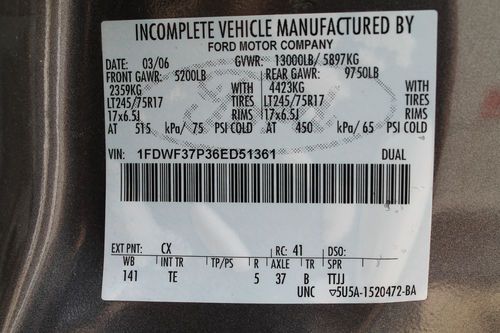 INCOMPLETE VEHICLE MANUFACTURED BY
FORD MOTOR COMPANY
DATE: 03/06 GVWR: 13000LB/ 5897KG
FRONT GAWR: 5200LB REAR GAWR: 9750LB
2359KG WITH 4423KG WITH
LT245/75R17 TIRES LT245/75R17 TIRES
17x6.5J RIMS 17x6.5J RIMS
AT 515 kPa/ 75 PSI COLD AT 450 kPa/ 65 PSI COLD
VIN: 1FDWF37P36ED51361 DUAL
EXT PNT: CX RC: 41 DSO:
WB INT TR TP/PS R AXLE TR SPR
141 TE 5 37 B TTJJ
UNC ▽5U5A-1520472-BA